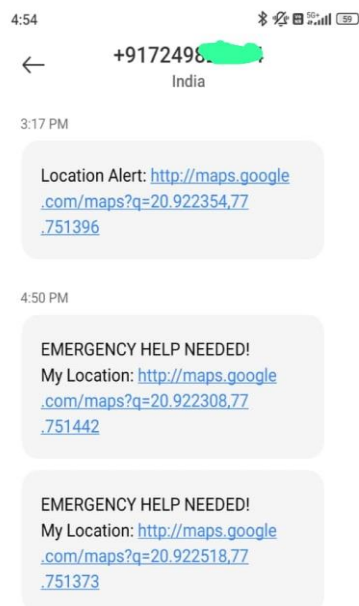 4:54
5G+
59
+9172498
India
3:17 PM
Location Alert: http://maps.google
.com/maps?q=20.922354,77
.751396
4:50 PM
EMERGENCY HELP NEEDED!
My Location: http://maps.google
.com/maps?q=20.922308,77
.751442
EMERGENCY HELP NEEDED!
My Location: http://maps.google
.com/maps?q=20.922518,77
.751373